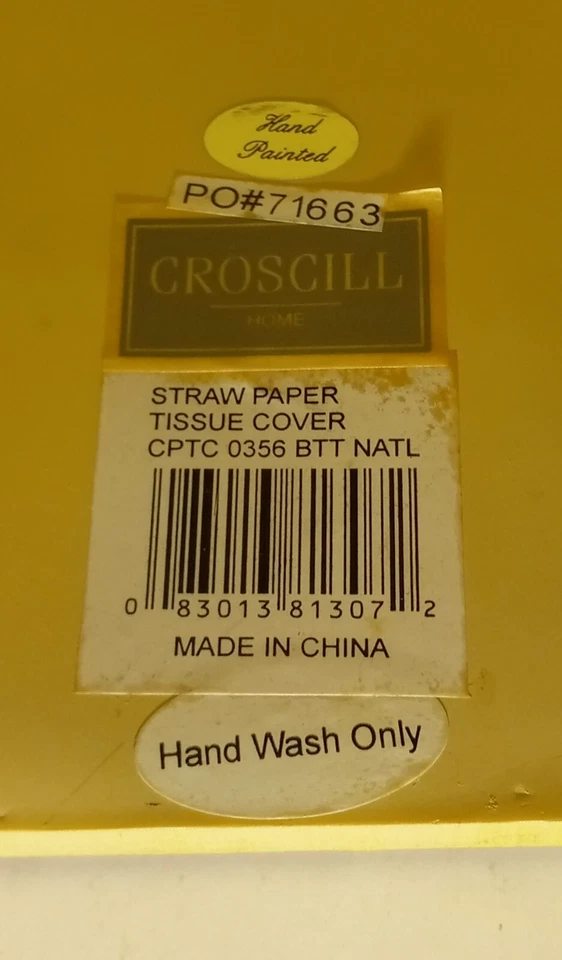 Hand
Painted
PO#71663
CROSCILL
HOME
STRAW PAPER
TISSUE COVER
CPTC 0356 BTT NATL
0 83013 81307 2
MADE IN CHINA
Hand Wash Only